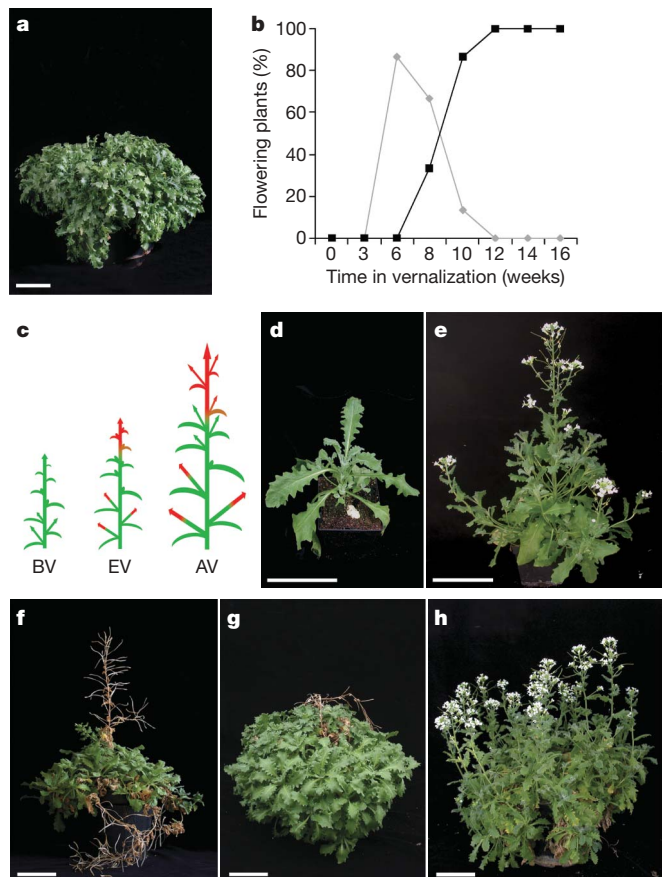 a
b
Flowering plants (%)
100
80
60
40
20
0
0 3 6 8 10 12 14 16
Time in vernalization (weeks)
c
BV EV AV
d
e
f
g
h